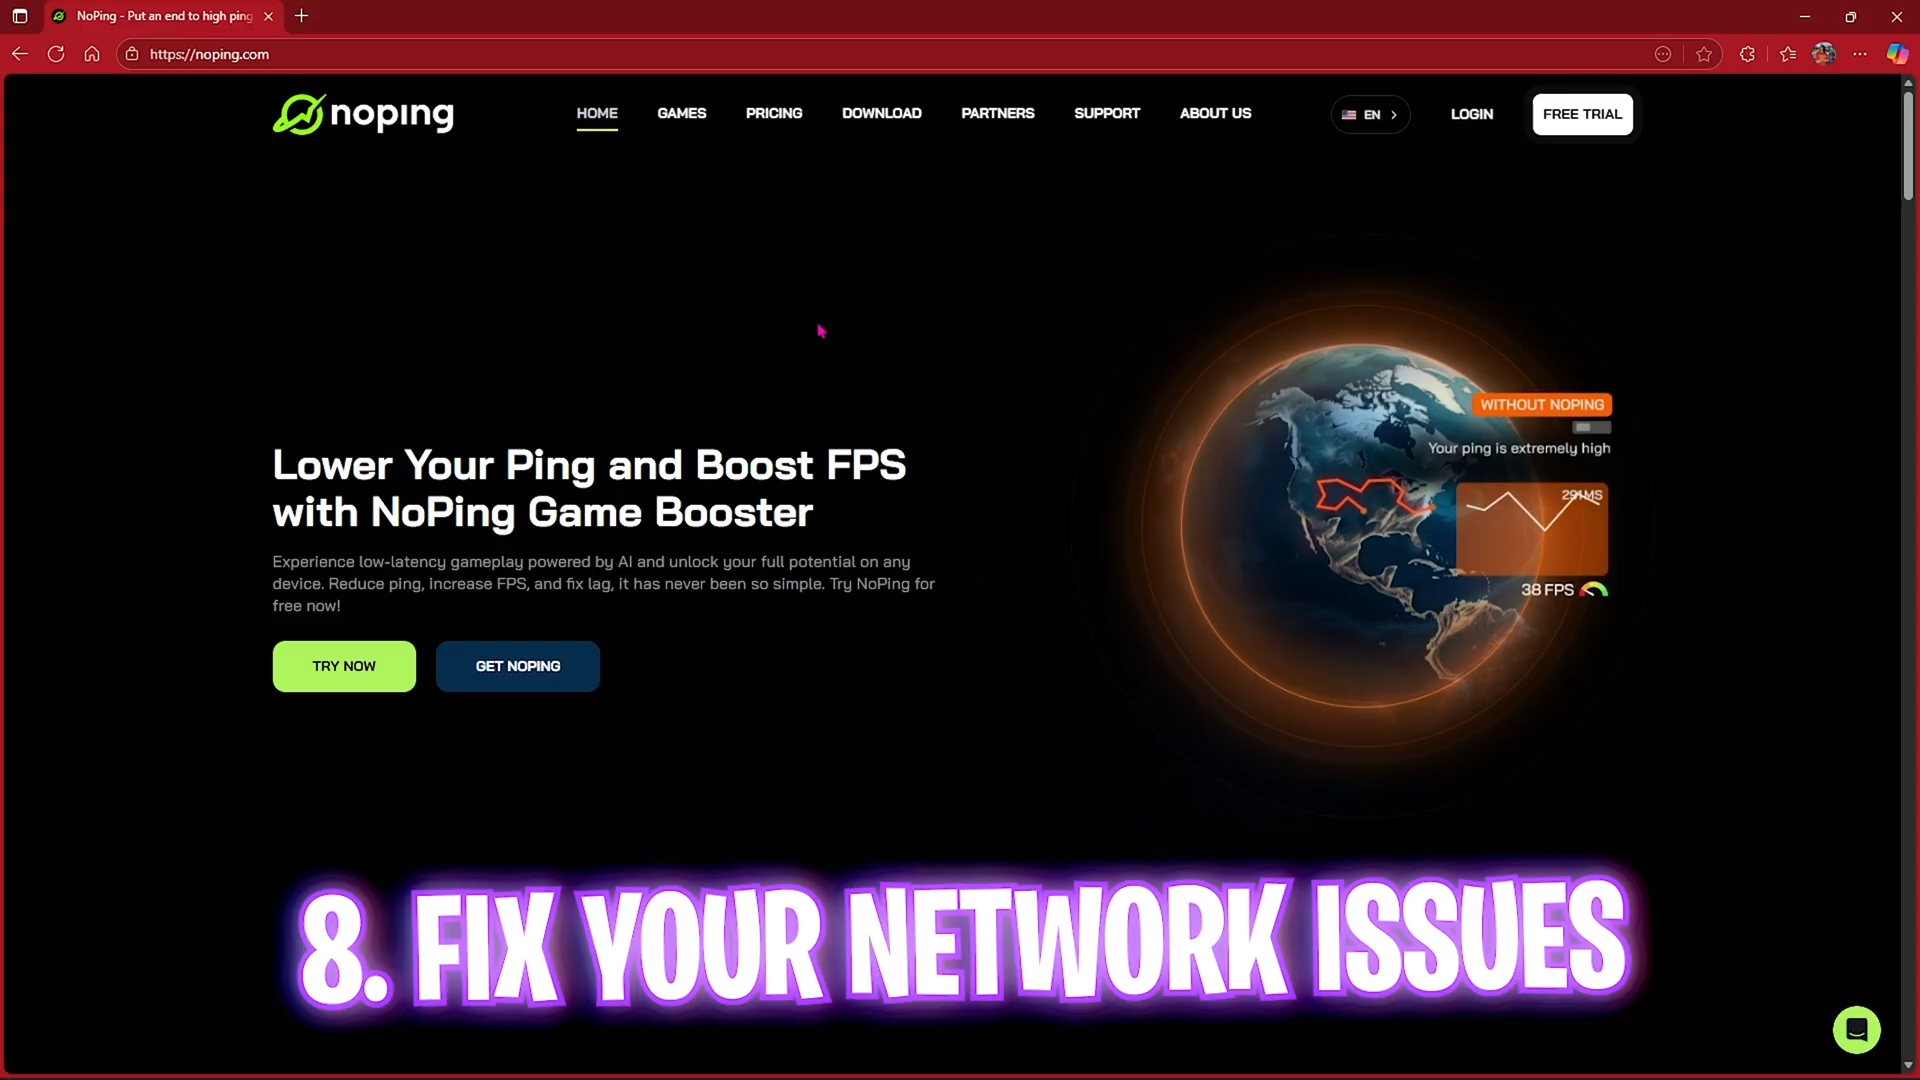 NoPing - Put an end to high ping
https://noping.com
noping
HOME GAMES PRICING DOWNLOAD PARTNERS SUPPORT ABOUT US EN LOGIN FREE TRIAL
Lower Your Ping and Boost FPS
with NoPing Game Booster
Experience low-latency gameplay powered by AI and unlock your full potential on any
device. Reduce ping, increase FPS, and fix lag, it has never been so simple. Try NoPing for
free now!
TRY NOW GET NOPING
WITHOUT NOPING
Your ping is extremely high
291MS
38 FPS
8. FIX YOUR NETWORK ISSUES